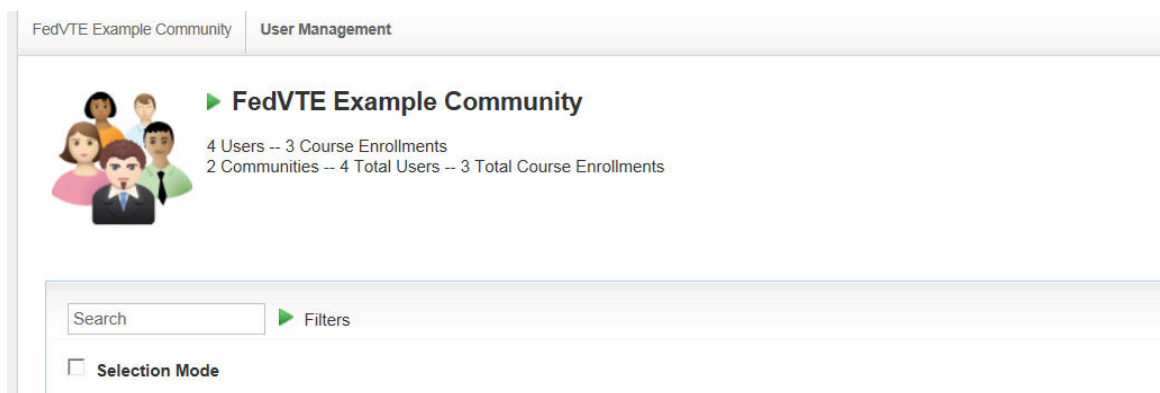 FedVTE Example Community
User Management
FedVTE Example Community
4 Users -- 3 Course Enrollments
2 Communities -- 4 Total Users -- 3 Total Course Enrollments
Search
Filters
Selection Mode